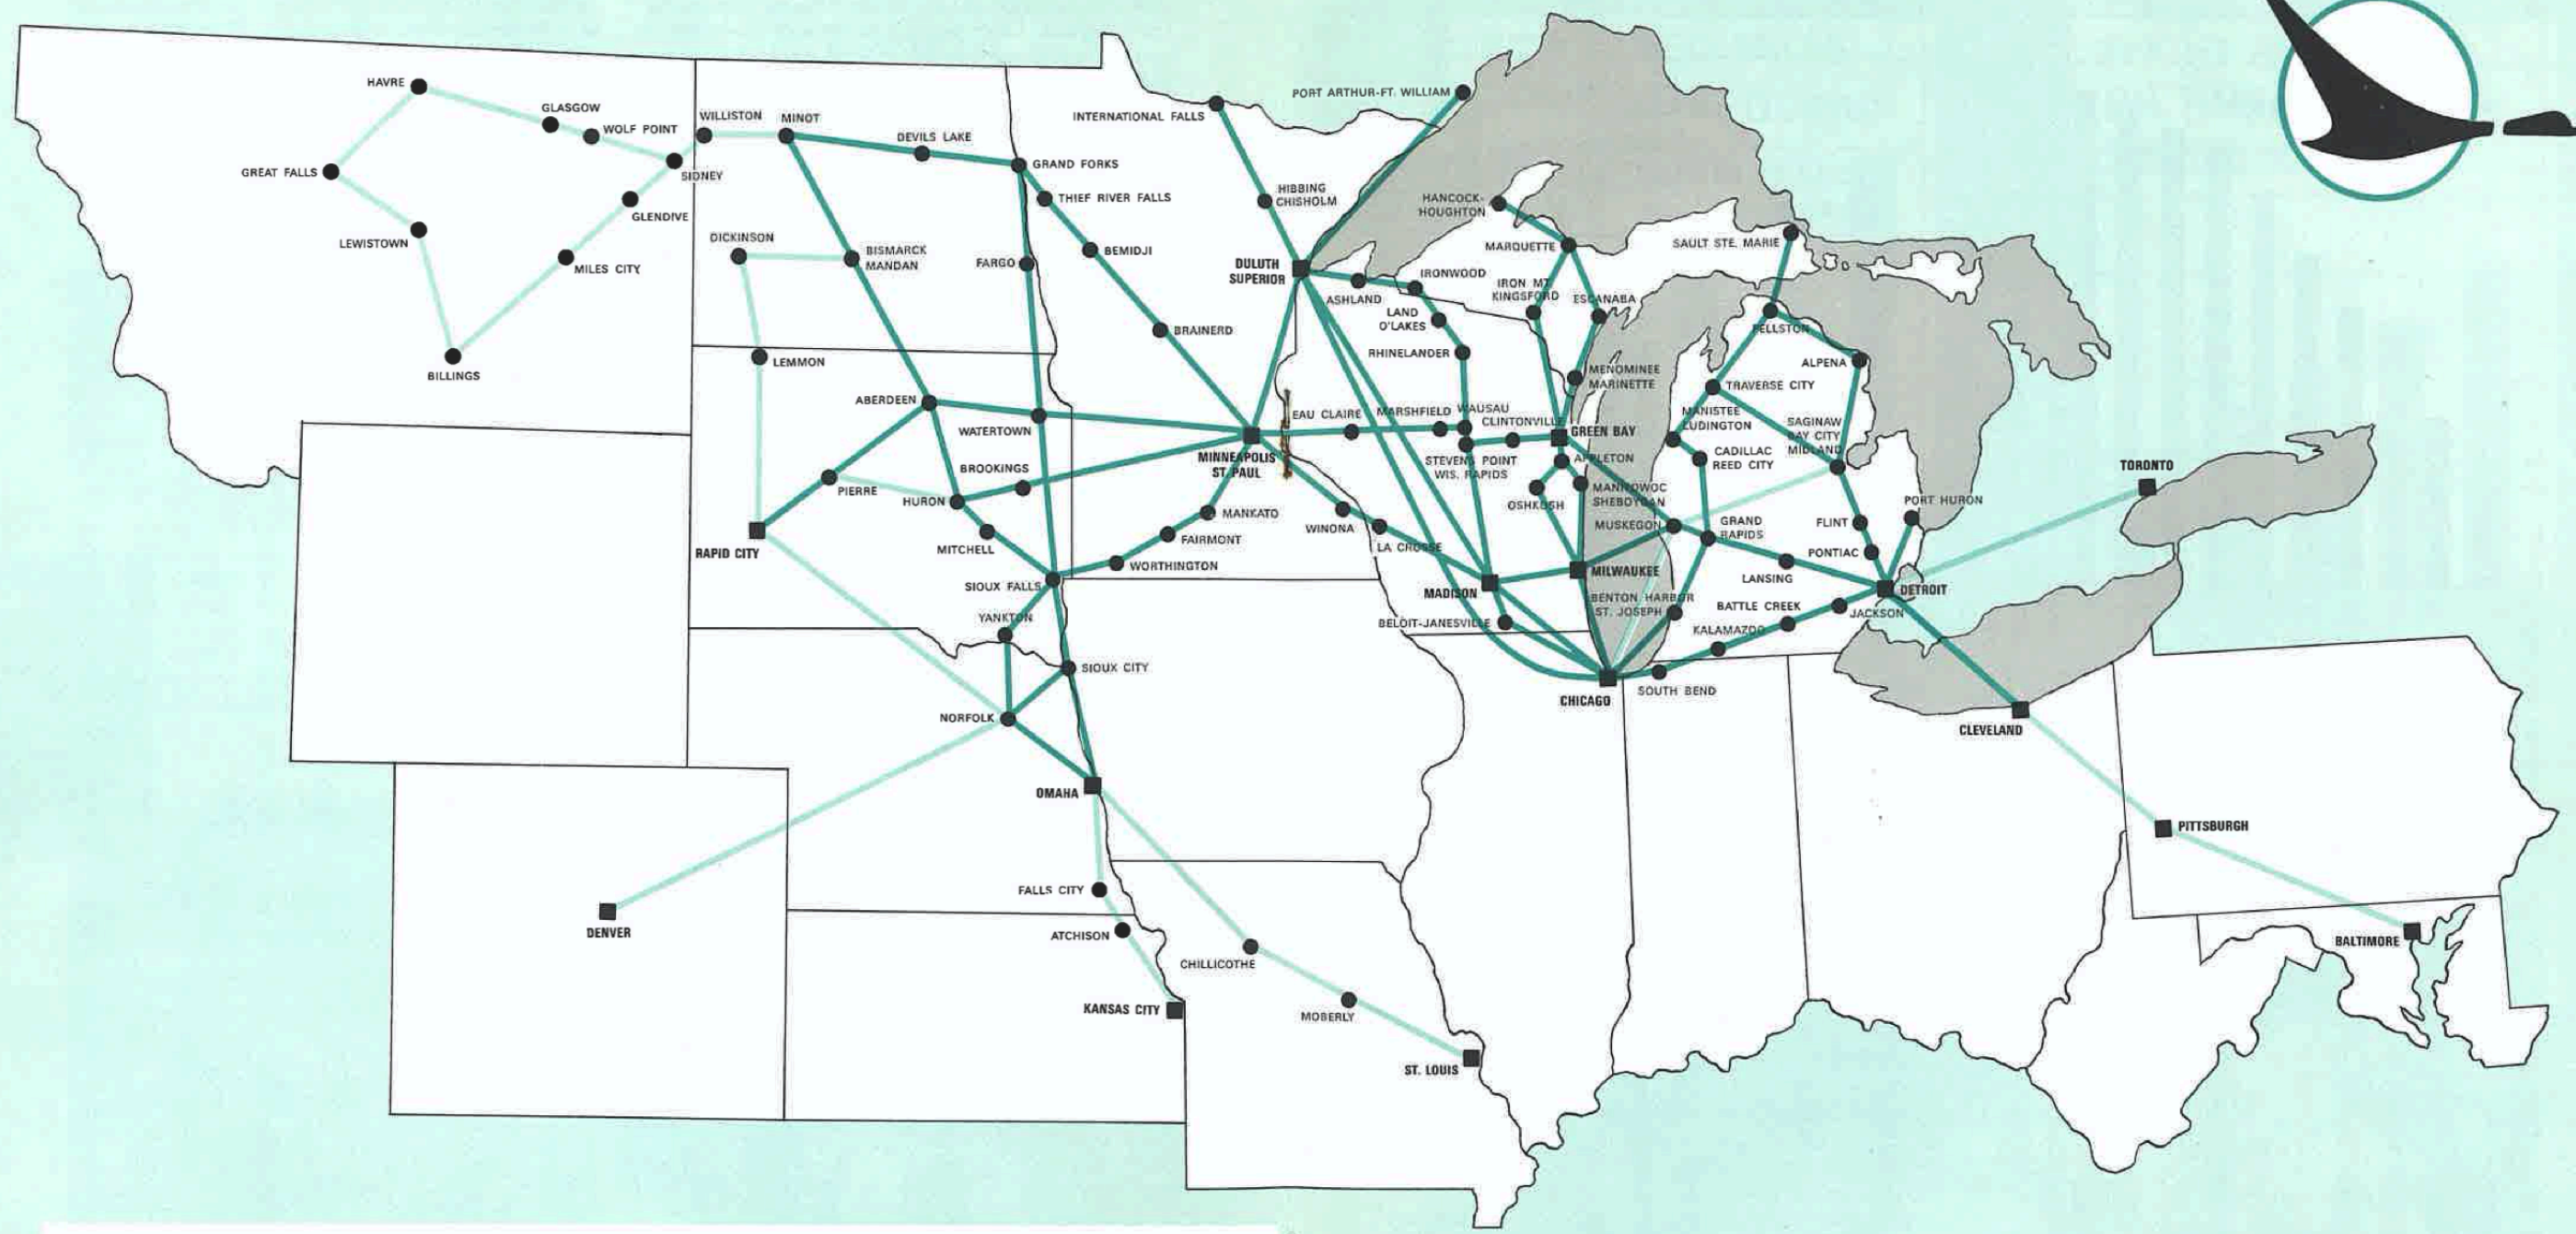 HAVRE
GLASGOW
WOLF POINT
WILLISTON
MINOT
DEVILS LAKE
GRAND FORKS
THIEF RIVER FALLS
SIDNEY
GREAT FALLS
GLENDIVE
LEWISTOWN
MILES CITY
BILLINGS
DICKINSON
BISMARCK
MANDAN
FARGO
BEMIDJI
BRAINERD
LEMMON
INTERNATIONAL FALLS
PORT ARTHUR-FT. WILLIAM
HIBBING
CHISHOLM
DULUTH
SUPERIOR
HANCOCK-
HOUGHTON
MARQUETTE
SAULT STE. MARIE
ASHLAND
IRONWOOD
LAND
O'LAKES
RHINELANDER
IRON MT.
KINGSFORD
ESCANABA
MENOMINEE
MARINETTE
PELLSTON
ALPENA
TRAVERSE CITY
MANISTEE
LUDINGTON
CADILLAC
REED CITY
SAGINAW
BAY CITY
MIDLAND
ABERDEEN
WATERTOWN
BROOKINGS
PIERRE
HURON
MITCHELL
RAPID CITY
SIOUX FALLS
YANKTON
SIOUX CITY
NORFOLK
OMAHA
MINNEAPOLIS
ST. PAUL
MANKATO
FAIRMONT
WORTHINGTON
EAU CLAIRE
MARSHFIELD
WAUSAU
CLINTONVILLE
GREEN BAY
STEVENS POINT
WIS. RAPIDS
APPLETON
OSHKOSH
MANITOWOC
SHEBOYGAN
WINONA
LA CROSSE
MADISON
MILWAUKEE
BELOIT-JANESVILLE
CHICAGO
MUSKEGON
GRAND
RAPIDS
LANSING
FLINT
PONTIAC
PORT HURON
DETROIT
JACKSON
BATTLE CREEK
KALAMAZOO
BENTON HARBOR
ST. JOSEPH
SOUTH BEND
TORONTO
CLEVELAND
PITTSBURGH
BALTIMORE
DENVER
FALLS CITY
ATCHISON
KANSAS CITY
CHILLICOTHE
MOBERLY
ST. LOUIS